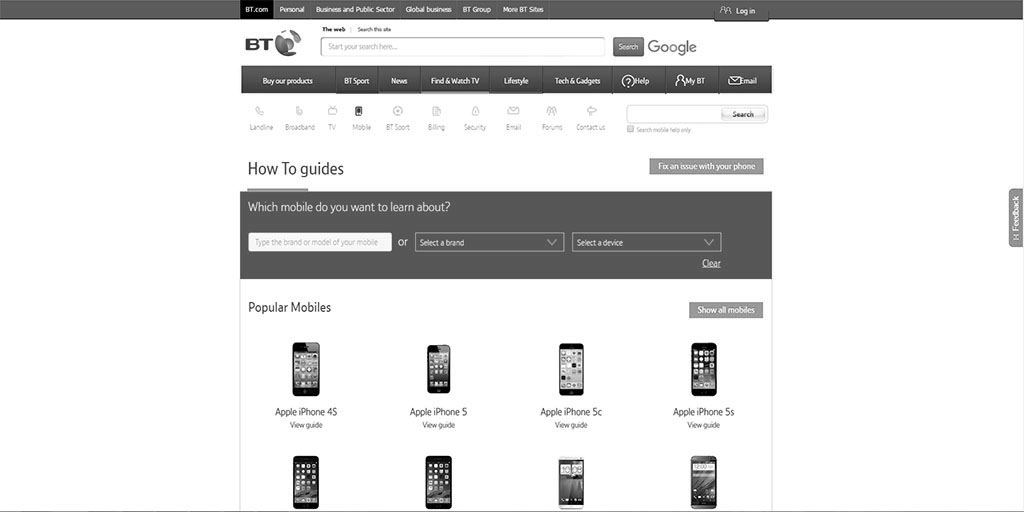 BT.com Personal Business and Public Sector Global business BT Group More BT Sites Log in
The web Search this site
BT Start your search here... Search Google
Buy our products BT Sport News Find & Watch TV Lifestyle Tech & Gadgets Help My BT Email
Landline Broadband TV Mobile BT Sport Billing Security Email Forums Contact us Search
Search mobile help only
How To guides Fix an issue with your phone
Feedback
Which mobile do you want to learn about?
Type the brand or model of your mobile or Select a brand Select a device
Clear
Popular Mobiles Show all mobiles
Apple iPhone 4S Apple iPhone 5 Apple iPhone 5c Apple iPhone 5s
View guide View guide View guide View guide